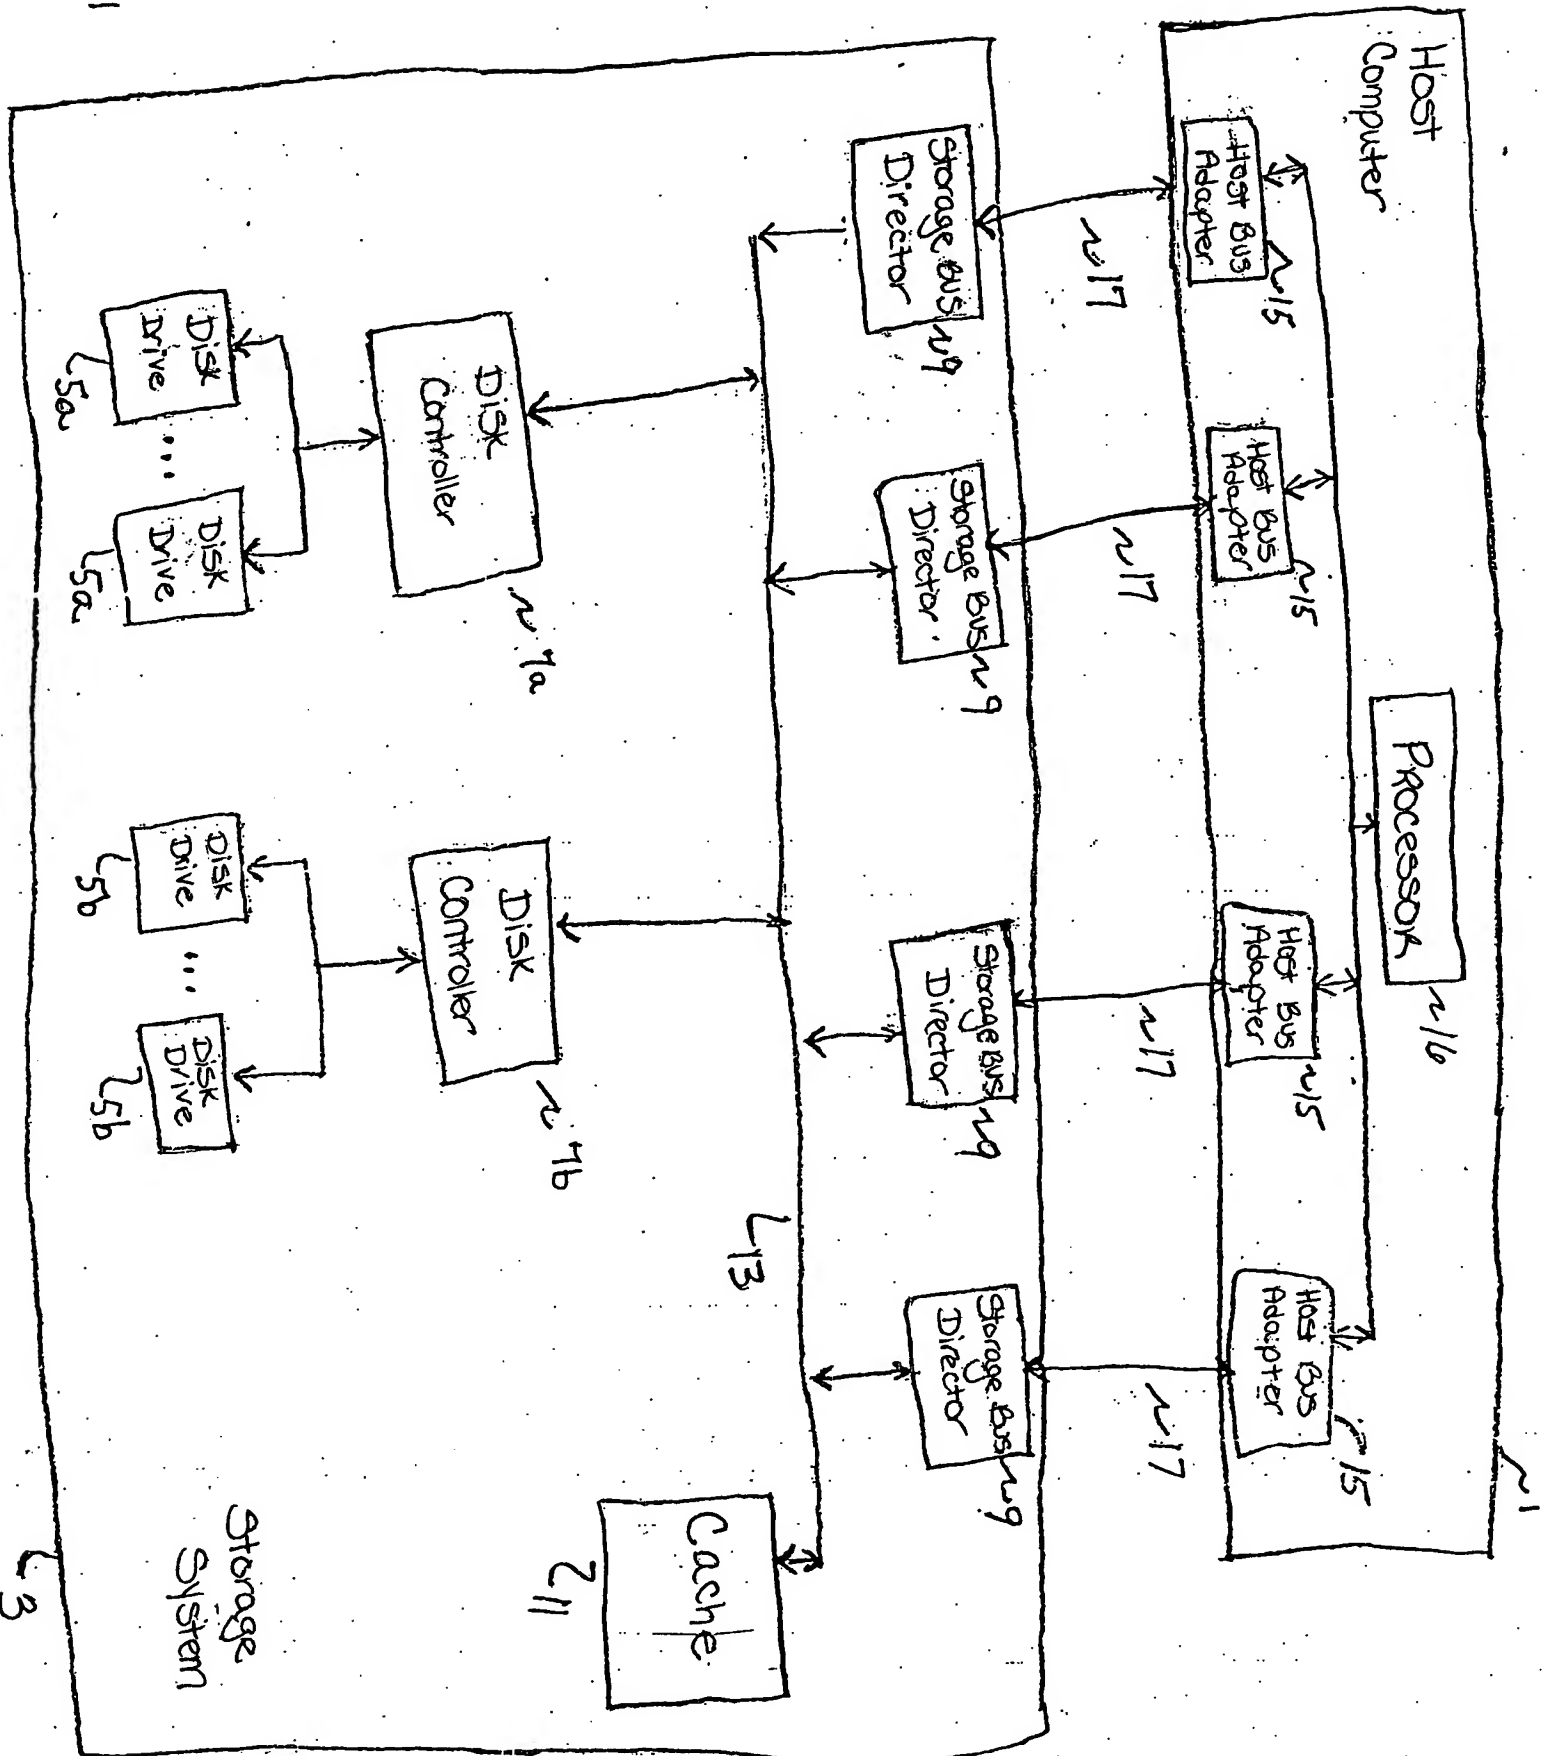 Host
Computer
PROCESSOR
~16
~1
Host Bus
Adapter
~15
Host Bus
Adapter
~15
Host Bus
Adapter
~15
Host Bus
Adapter
~15
~17
~17
~17
~17
Storage Bus
Director
~9
Storage Bus
Director
~9
Storage Bus
Director
~9
Storage Bus
Director
~9
13
Disk
Controller
~7a
Disk
Controller
~7b
Cache
11
Disk
Drive
5a
...
Disk
Drive
5a
Disk
Drive
5b
...
Disk
Drive
5b
Storage
System
3